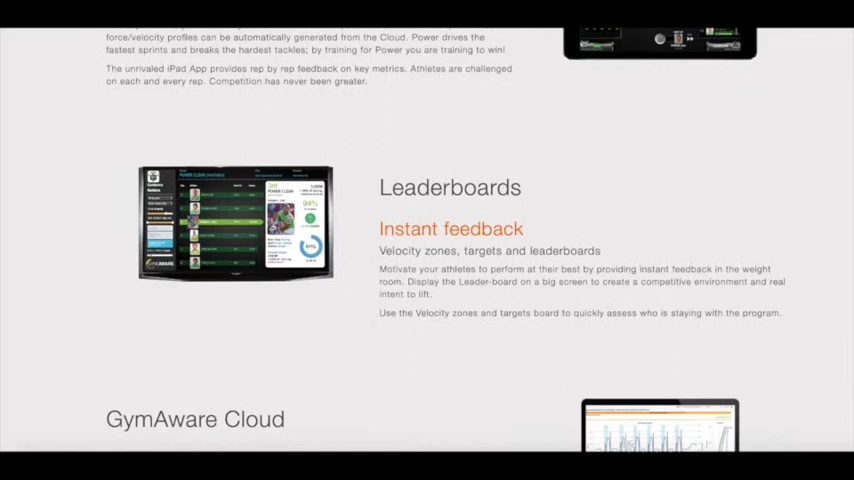 force/velocity profiles can be automatically generated from the Cloud. Power drives the
fastest sprints and breaks the hardest tackles; by training for Power you are training to win!
The unrivaled iPad App provides rep by rep feedback on key metrics. Athletes are challenged
on each and every rep. Competition has never been greater.
Leaderboards
Instant feedback
Velocity zones, targets and leaderboards
Motivate your athletes to perform at their best by providing instant feedback in the weight
room. Display the Leader-board on a big screen to create a competitive environment and real
intent to lift.
Use the Velocity zones and targets board to quickly assess who is staying with the program.
3rd
POWER CLEAN
94%
91%
GymAware Cloud